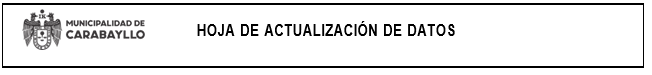 MUNICIPALIDAD DE
CARABAYLLO
HOJA DE ACTUALIZACIÓN DE DATOS